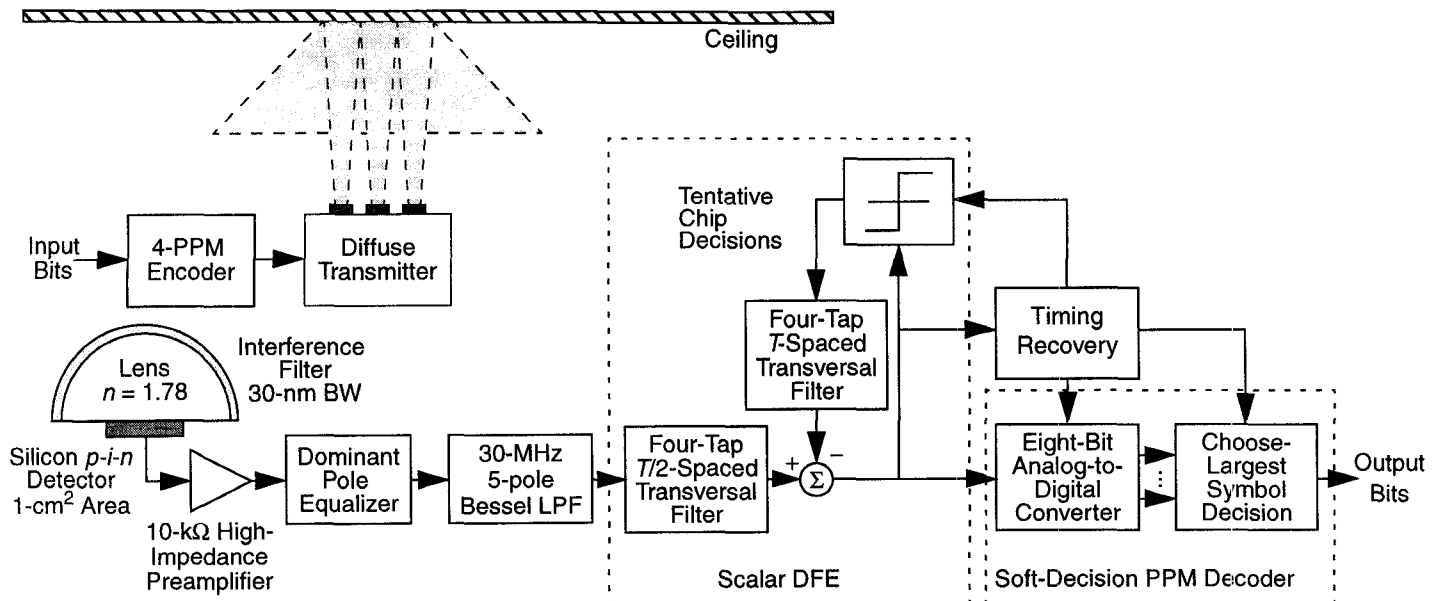 Ceiling
Input
Bits
4-PPM
Encoder
Diffuse
Transmitter
Tentative
Chip
Decisions
Four-Tap
T-Spaced
Transversal
Filter
Timing
Recovery
Lens
n = 1.78
Interference
Filter
30-nm BW
Silicon p-i-n
Detector
1-cm² Area
10-kΩ High-
Impedance
Preamplifier
Dominant
Pole
Equalizer
30-MHz
5-pole
Bessel LPF
Four-Tap
T/2-Spaced
Transversal
Filter
+
−
Σ
Eight-Bit
Analog-to-
Digital
Converter
Choose-
Largest
Symbol
Decision
Output
Bits
Scalar DFE
Soft-Decision PPM Decoder